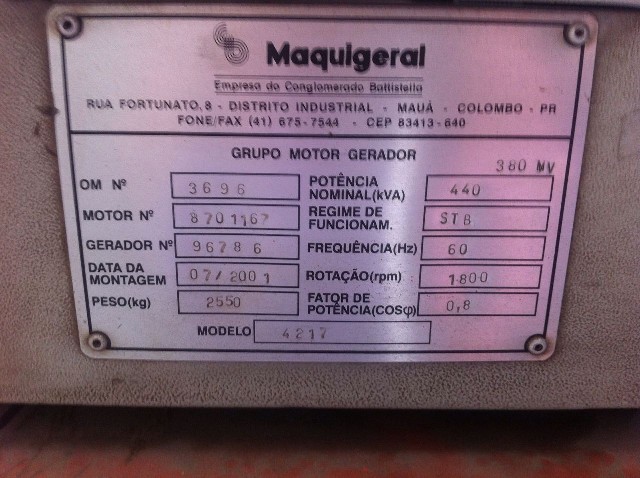 Maquigeral
Empresa do Conglomerado Battistella
RUA FORTUNATO, 8 - DISTRITO INDUSTRIAL - MAUÁ - COLOMBO - PR
FONE/FAX (41) 675-7544 - CEP 83413-640
GRUPO MOTOR GERADOR
380 MV
OM Nº 3696 POTÊNCIA NOMINAL(kVA) 440
MOTOR Nº 8701167 REGIME DE FUNCIONAM. STB
GERADOR Nº 96786 FREQUÊNCIA(Hz) 60
DATA DA MONTAGEM 07/2001 ROTAÇÃO(rpm) 1800
PESO(kg) 2550 FATOR DE POTÊNCIA(COSφ) 0,8
MODELO 4217